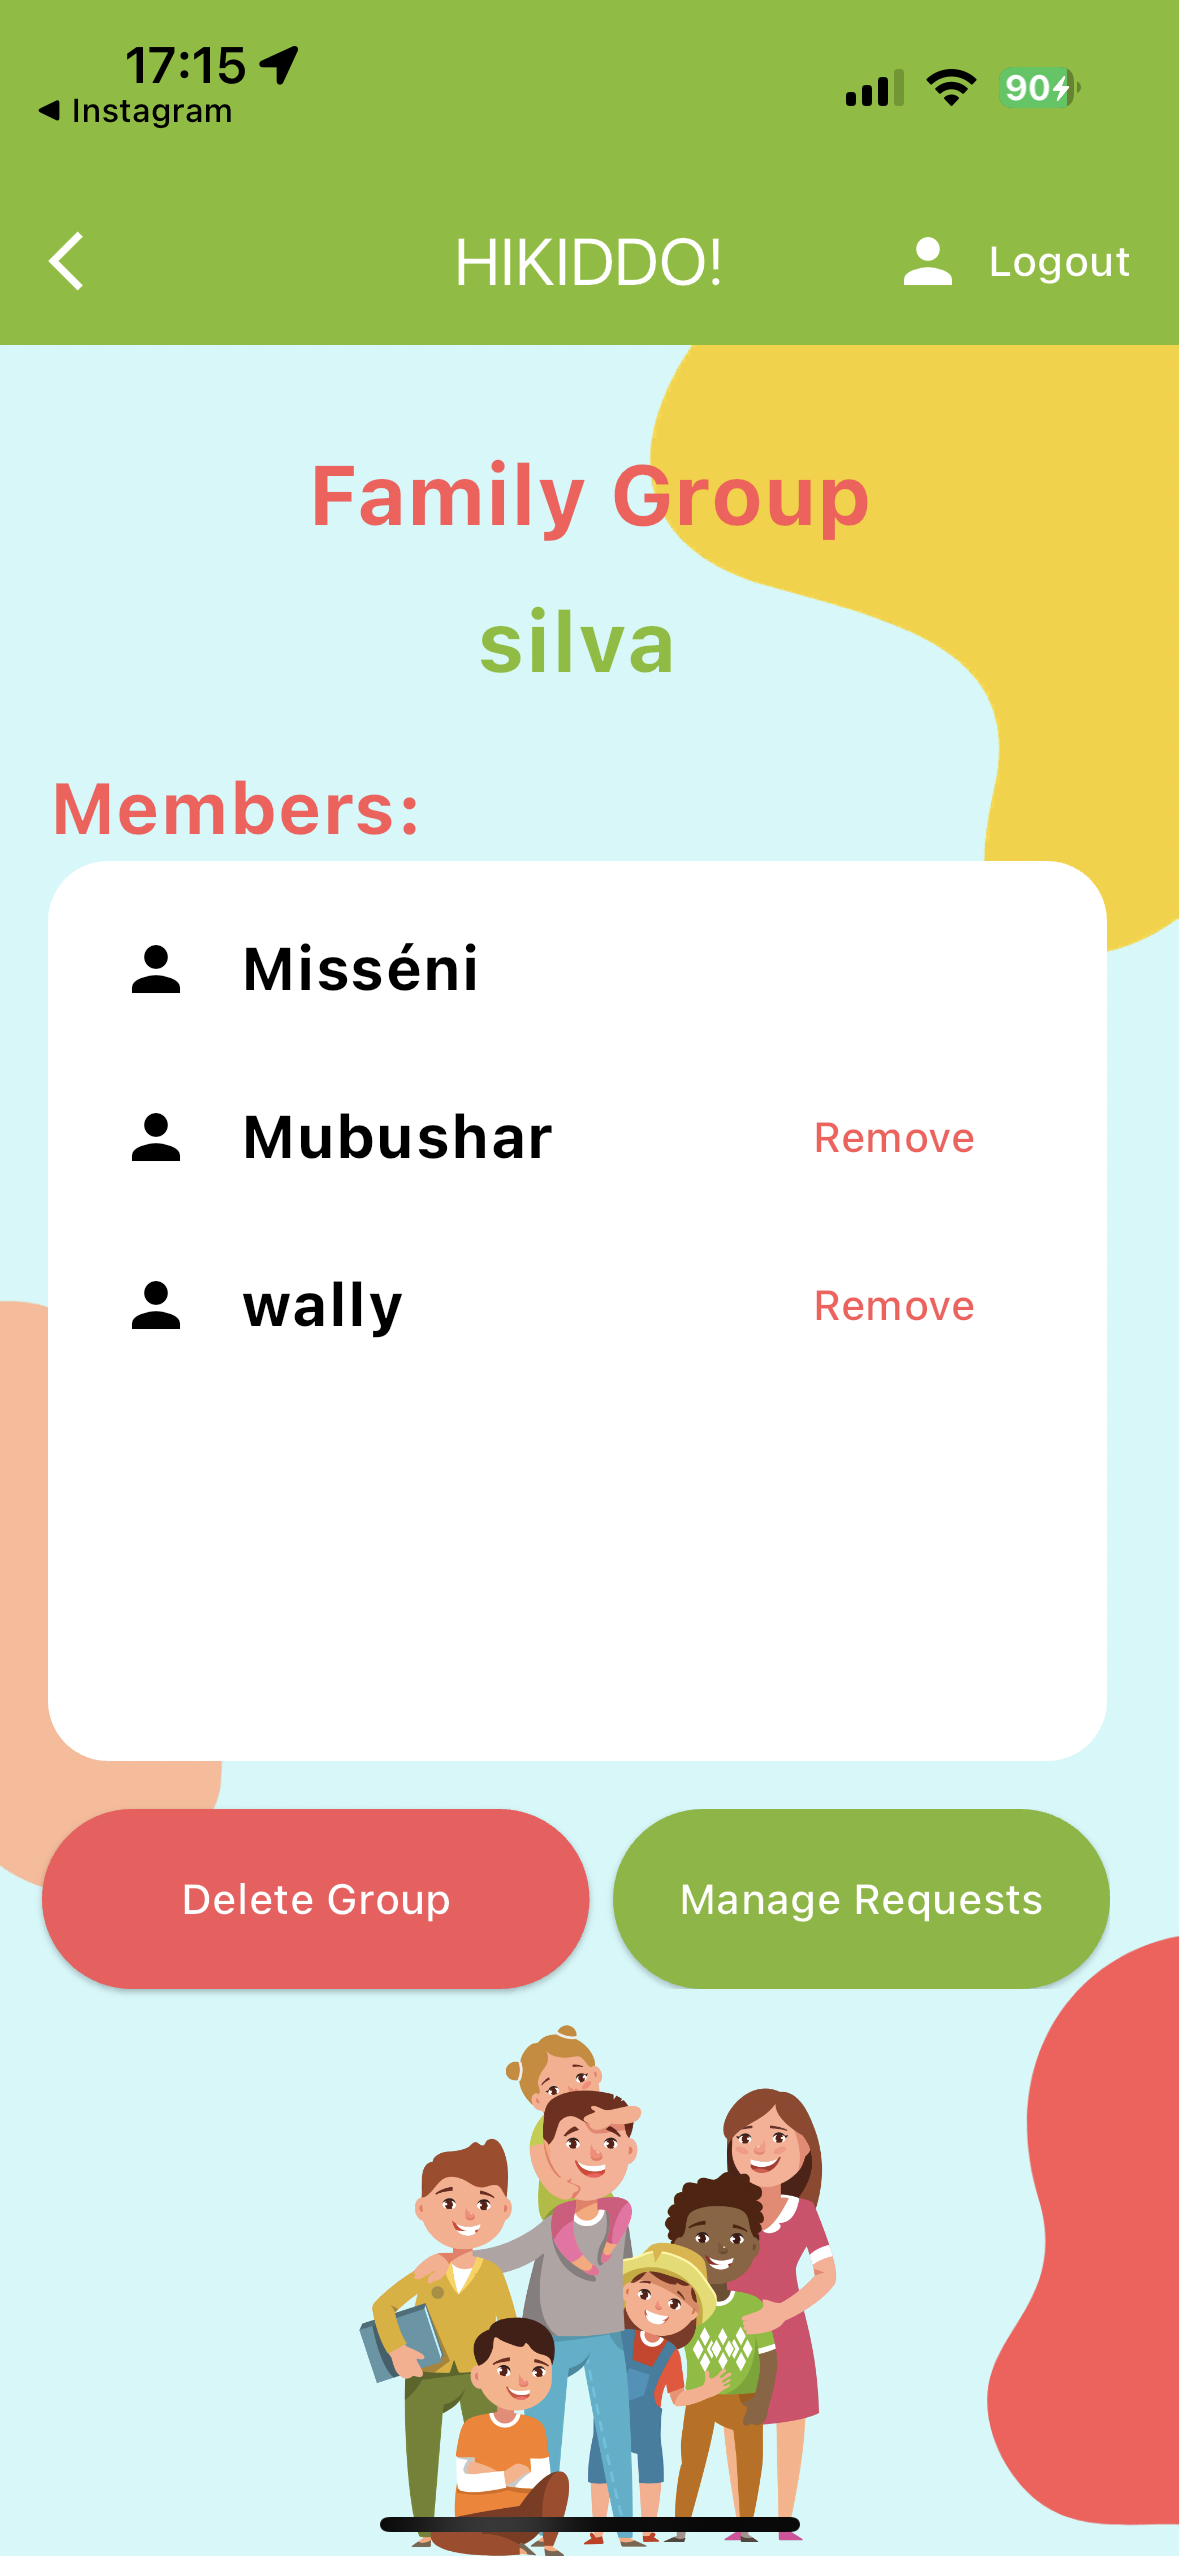 17:15
Instagram
90
HIKIDDO!
Logout
Family Group
silva
Members:
Misséni
Mubushar
Remove
wally
Remove
Delete Group
Manage Requests